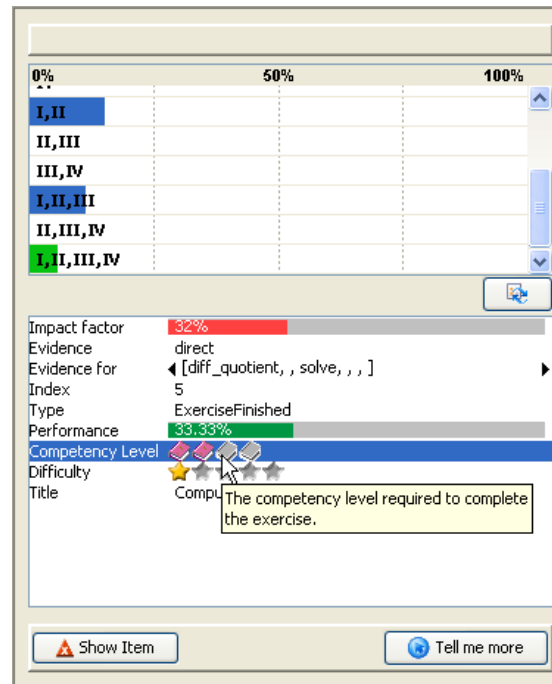 0% 50% 100%
I,II
II,III
III,IV
I,II,III
II,III,IV
I,II,III,IV
Impact factor 32%
Evidence direct
Evidence for [diff_quotient, , solve, , , ]
Index 5
Type ExerciseFinished
Performance 33.33%
Competency Level
Difficulty
Title Compu
The competency level required to complete
the exercise.
Show Item Tell me more